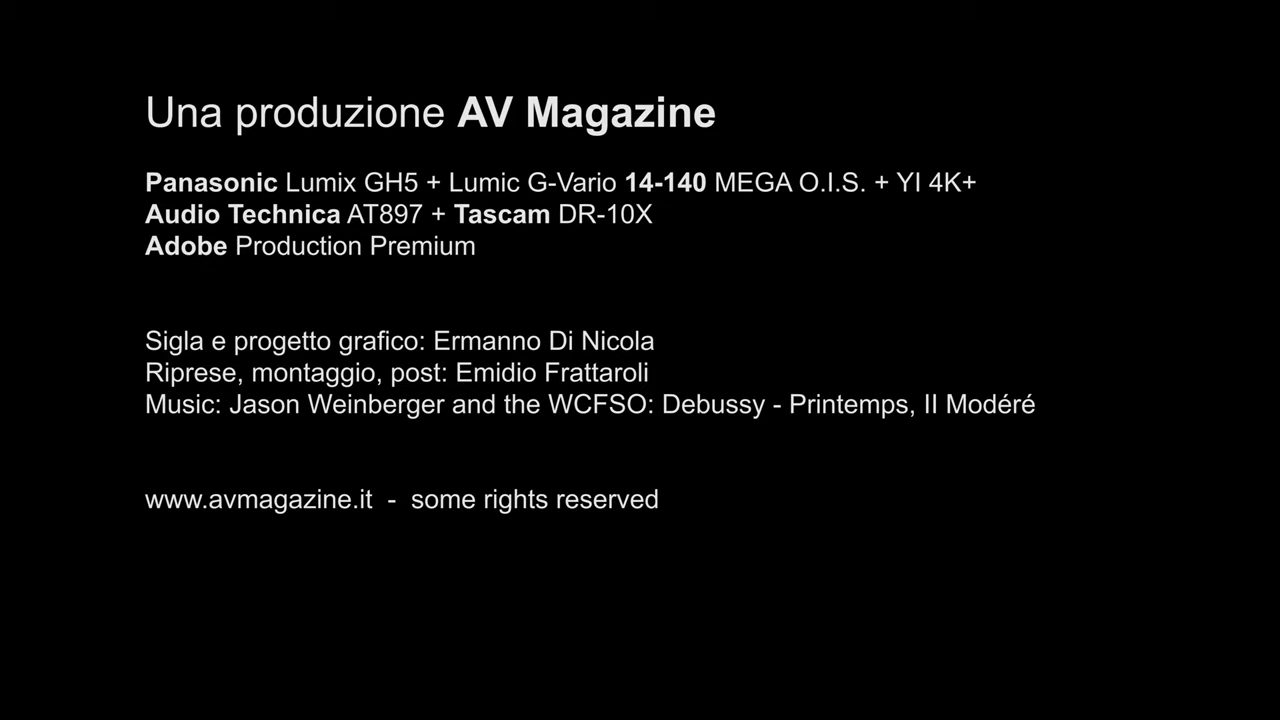 Una produzione AV Magazine
Panasonic Lumix GH5 + Lumic G-Vario 14-140 MEGA O.I.S. + YI 4K+
Audio Technica AT897 + Tascam DR-10X
Adobe Production Premium
Sigla e progetto grafico: Ermanno Di Nicola
Riprese, montaggio, post: Emidio Frattaroli
Music: Jason Weinberger and the WCFSO: Debussy - Printemps, II Modéré
www.avmagazine.it - some rights reserved